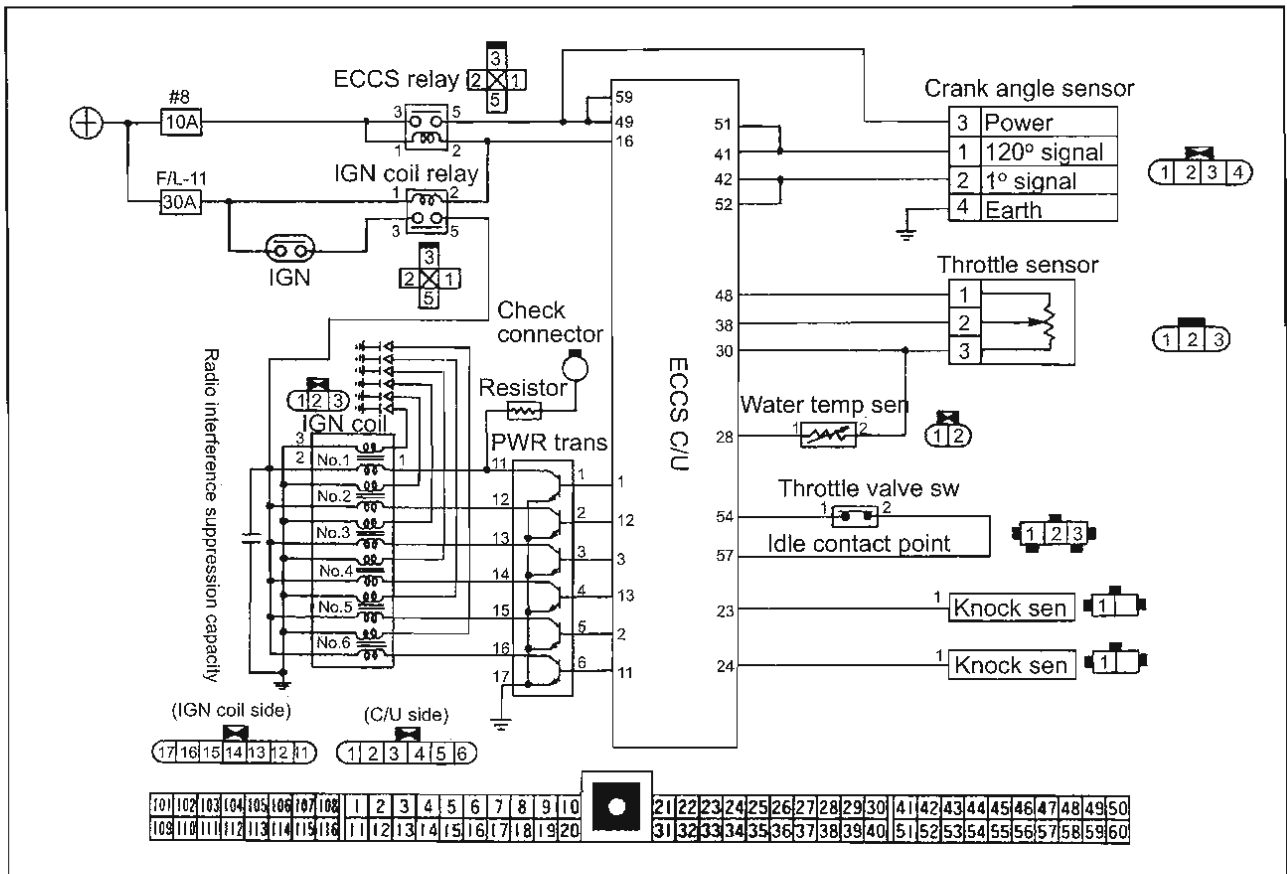 ECCS relay
3
2 1
5
#8
10A
3 5
1 2
F/L-11
30A
IGN coil relay
1 2
3 5
IGN
3
2 1
5
59
49
16
51
41
42
52
48
38
30
28
54
57
23
24
ECCS C/U
Crank angle sensor
3 Power
1 120° signal
2 1° signal
4 Earth
1 2 3 4
Throttle sensor
1
2
3
1 2 3
Water temp sen
1 2
1 2
Throttle valve sw
1 2
Idle contact point
1 2 3
1 Knock sen
1
1 Knock sen
1
Check
connector
Resistor
Radio interference suppression capacity
1 2 3
IGN coil
3
2 No.1 1
No.2
No.3
No.4
No.5
No.6
PWR trans
11 1 1
12 2 12
13 3 3
14 4 13
15 5 2
16 6 11
17
(IGN coil side)
17 16 15 14 13 12 11
(C/U side)
1 2 3 4 5 6
101 102 103 104 105 106 107 108 1 2 3 4 5 6 7 8 9 10 21 22 23 24 25 26 27 28 29 30 41 42 43 44 45 46 47 48 49 50
109 110 111 112 113 114 115 116 11 12 13 14 15 16 17 18 19 20 31 32 33 34 35 36 37 38 39 40 51 52 53 54 55 56 57 58 59 60